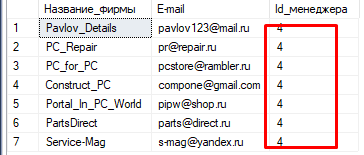 Название_фирмы E-mail Id_менеджера
1 Pavlov_Details pavlov123@mail.ru 4
2 PC_Repair pr@repair.ru 4
3 PC_for_PC pcstore@rambler.ru 4
4 Construct_PC compone@gmail.com 4
5 Portal_In_PC_World pipw@shop.ru 4
6 PartsDirect parts@direct.ru 4
7 Service-Mag s-mag@yandex.ru 4